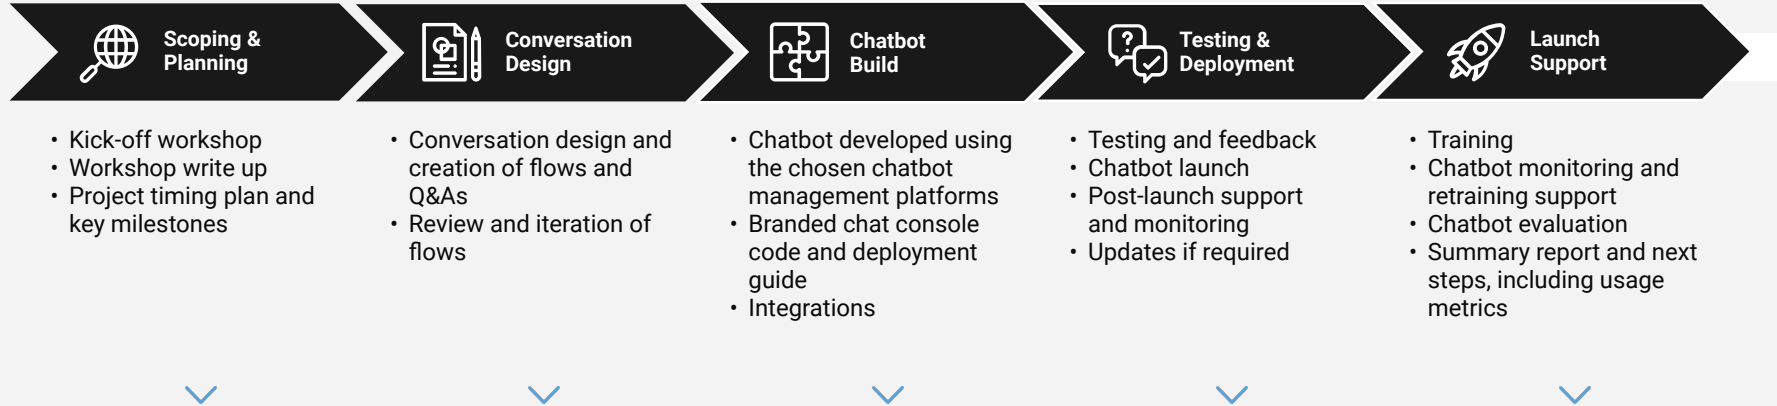 Scoping &
Planning
Conversation
Design
Chatbot
Build
Testing &
Deployment
Launch
Support
• Kick-off workshop
• Workshop write up
• Project timing plan and
key milestones
• Conversation design and
creation of flows and
Q&As
• Review and iteration of
flows
• Chatbot developed using
the chosen chatbot
management platforms
• Branded chat console
code and deployment
guide
• Integrations
• Testing and feedback
• Chatbot launch
• Post-launch support
and monitoring
• Updates if required
• Training
• Chatbot monitoring and
retraining support
• Chatbot evaluation
• Summary report and next
steps, including usage
metrics